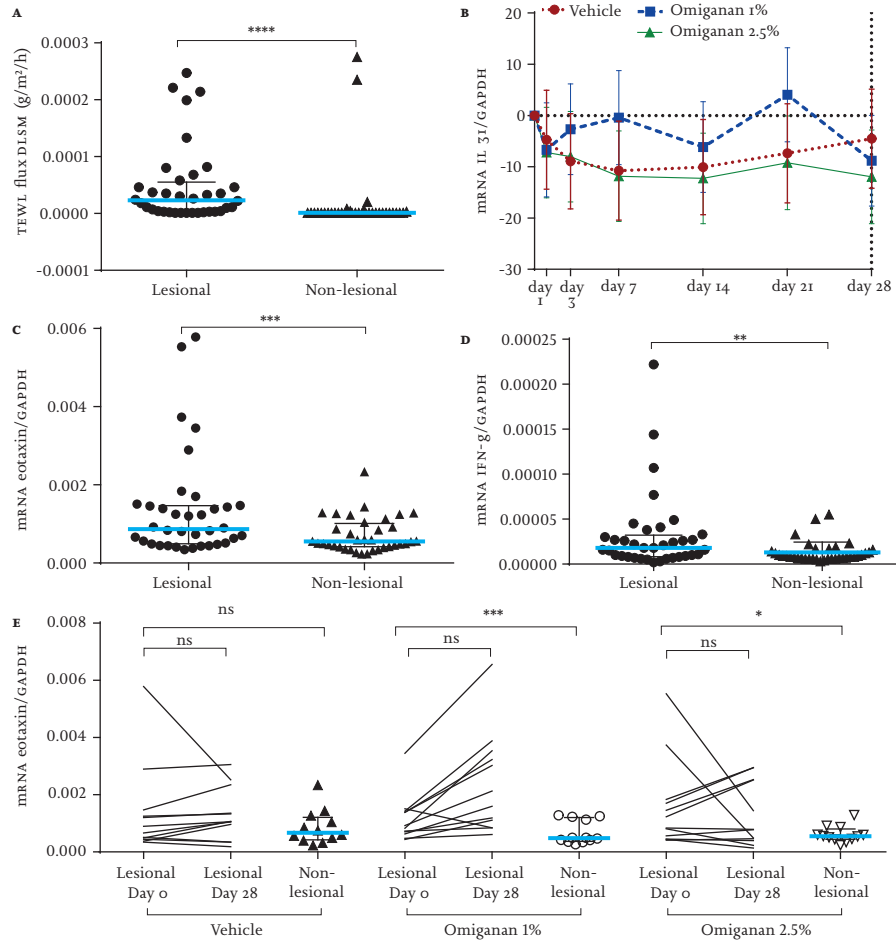 A
****
TEWL flux DLSM (g/m²/h)
0.0003
0.0002
0.0001
0.0000
-0.0001
Lesional
Non-lesional
B
Vehicle
Omiganan 1%
Omiganan 2.5%
mRNA IL 31/GAPDH
20
10
0
-10
-20
-30
day 1
day 3
day 7
day 14
day 21
day 28
C
***
mRNA eotaxin/GAPDH
0.006
0.004
0.002
0.000
Lesional
Non-lesional
D
**
mRNA IFN-g/GAPDH
0.00025
0.00020
0.00015
0.00010
0.00005
0.00000
Lesional
Non-lesional
E
mRNA eotaxin/GAPDH
0.008
0.006
0.004
0.002
0.000
ns
ns
***
ns
*
ns
Lesional
Day 0
Lesional
Day 28
Non-
lesional
Lesional
Day 0
Lesional
Day 28
Non-
lesional
Lesional
Day 0
Lesional
Day 28
Non-
lesional
Vehicle
Omiganan 1%
Omiganan 2.5%